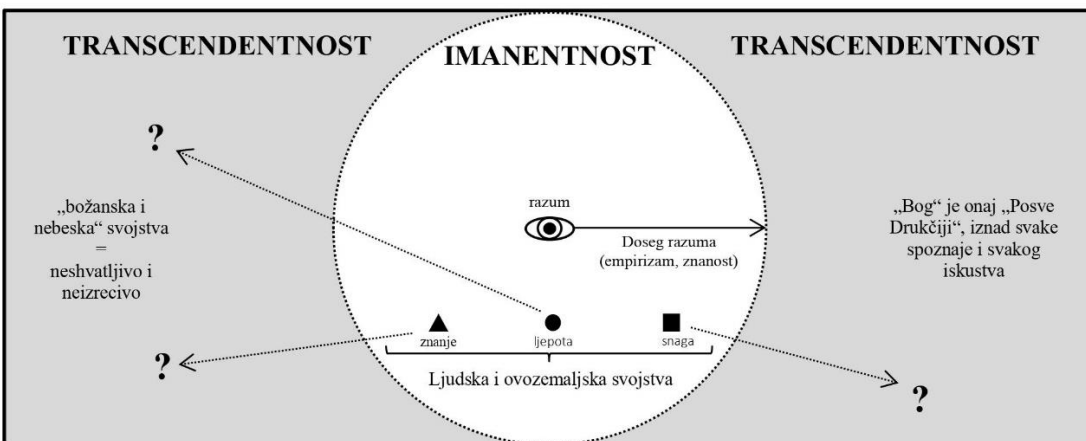 TRANSCENDENTNOST
IMANENTNOST
TRANSCENDENTNOST
?
„božanska i
nebeska“ svojstva
=
neshvatljivo i
neizrecivo
?
razum
Doseg razuma
(empirizam, znanost)
znanje
ljepota
snaga
Ljudska i ovozemaljska svojstva
„Bog“ je onaj „Posve
Drukčiji“, iznad svake
spoznaje i svakog
iskustva
?